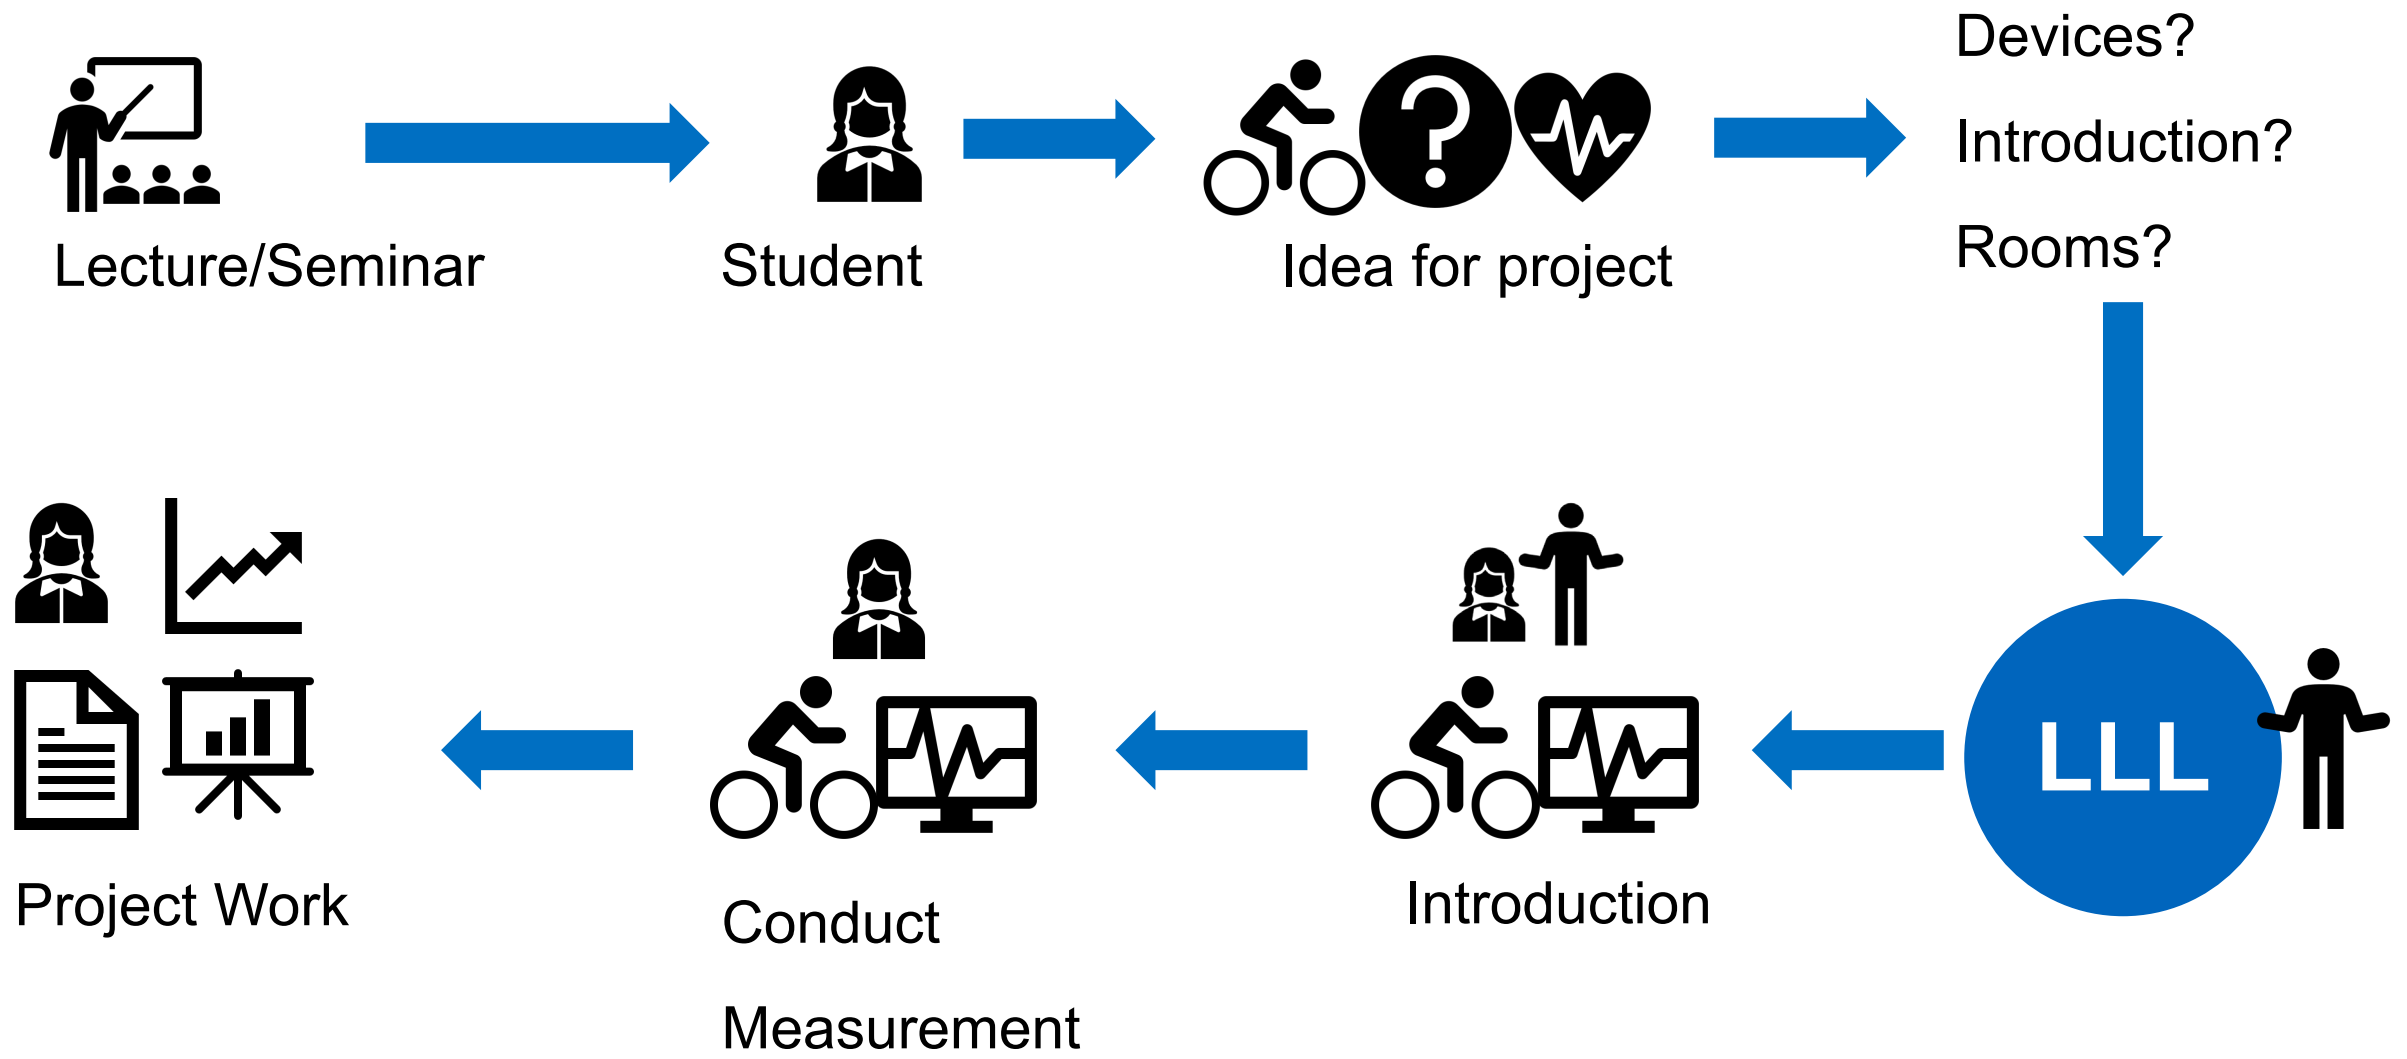 Devices?
Introduction?
Rooms?
Lecture/Seminar
Student
Idea for project
LLL
Introduction
Conduct
Measurement
Project Work